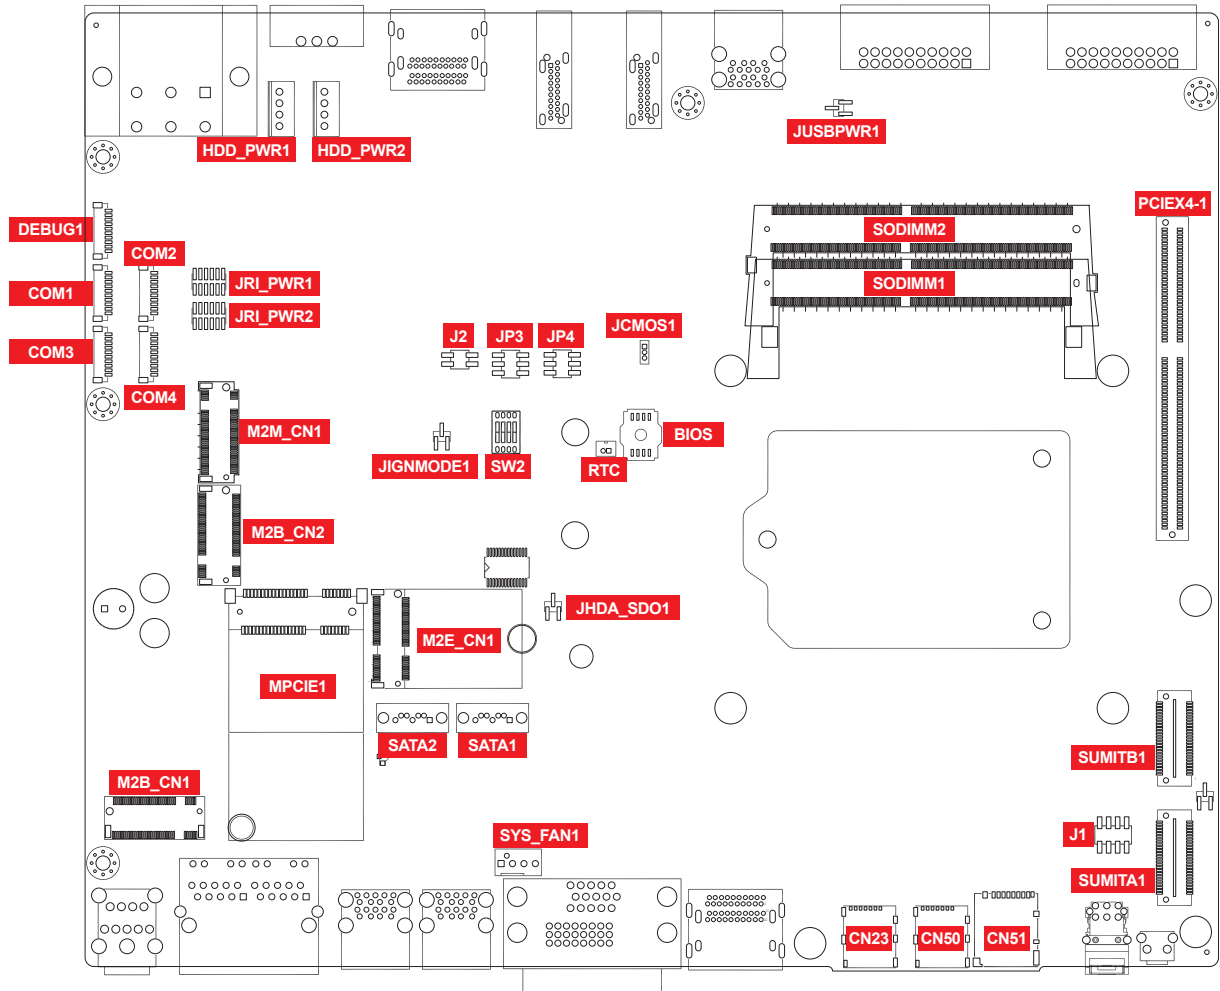 JUSBPWR1
HDD_PWR1
HDD_PWR2
PCIEX4-1
DEBUG1
SODIMM2
COM2
JRI_PWR1
SODIMM1
COM1
JRI_PWR2
JCMOS1
J2
JP3
JP4
COM3
COM4
M2M_CN1
BIOS
JIGNMODE1
SW2
RTC
M2B_CN2
JHDA_SDO1
M2E_CN1
MPCIE1
SATA2
SATA1
SUMITB1
M2B_CN1
SYS_FAN1
J1
SUMITA1
CN23
CN50
CN51